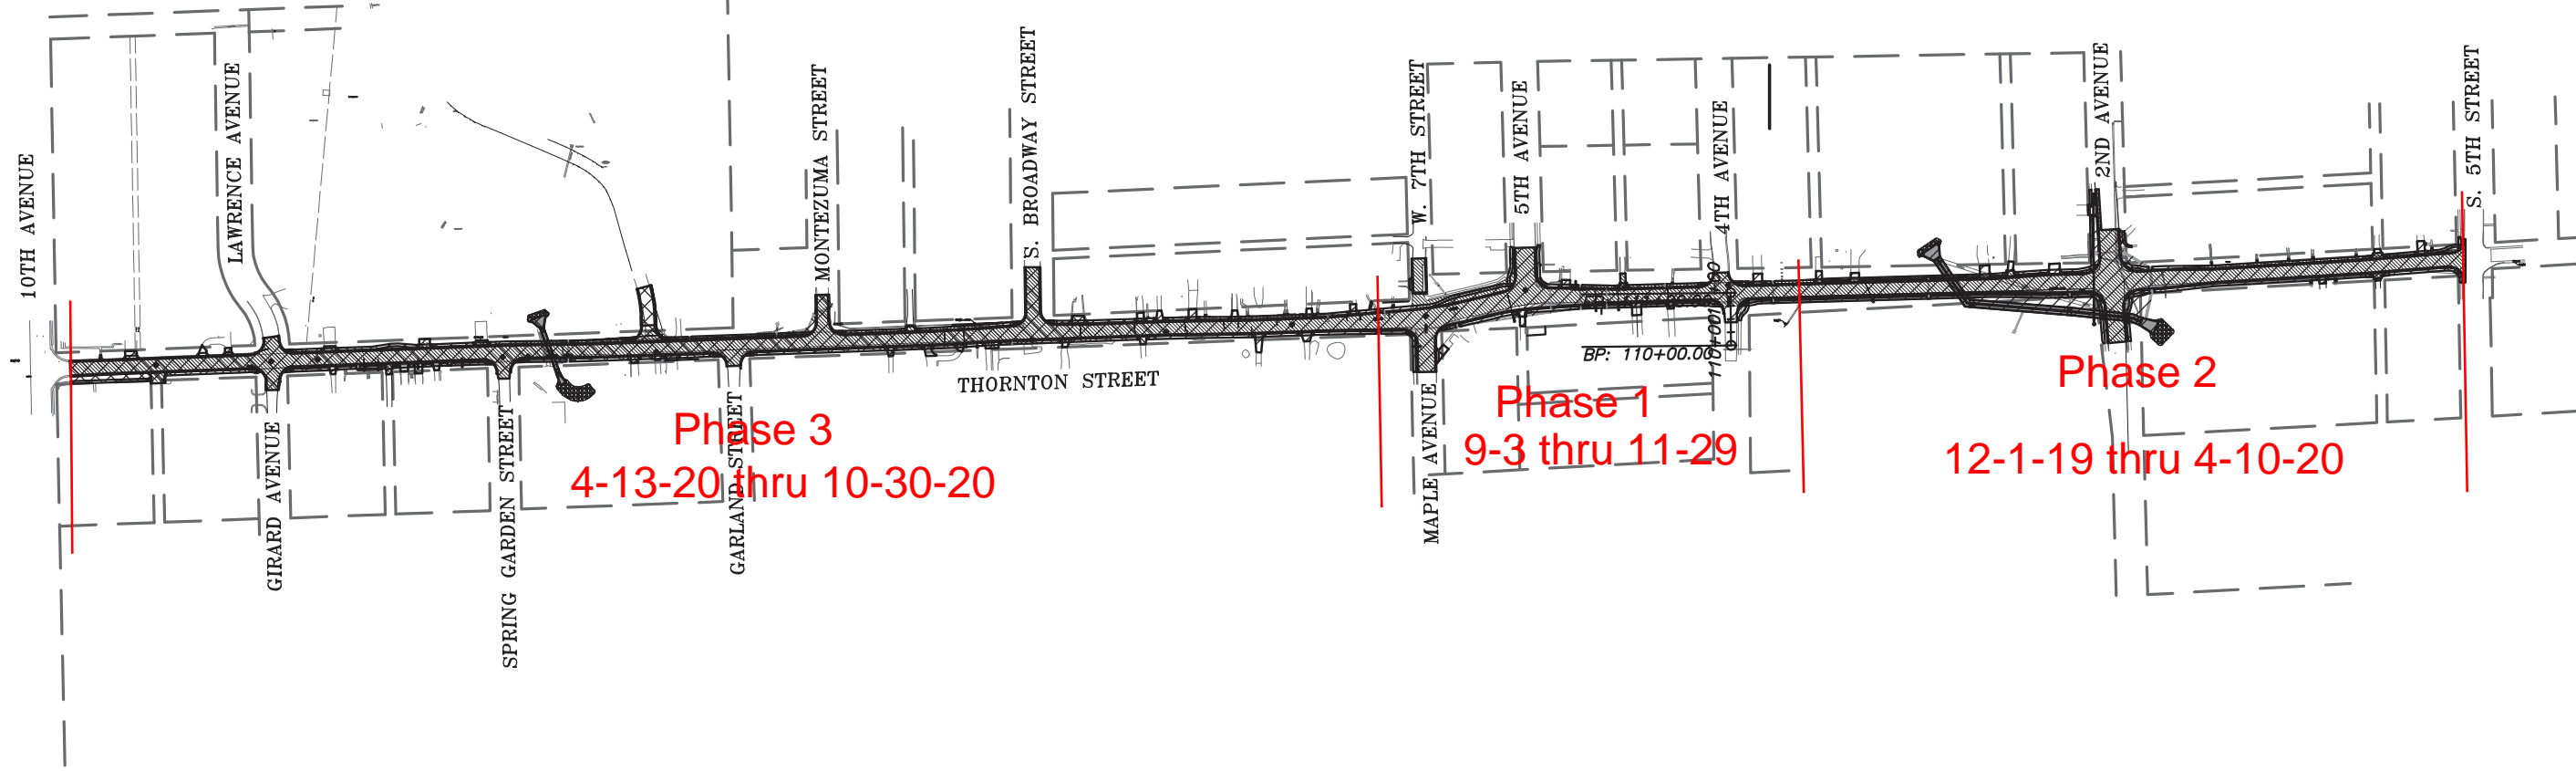 10TH AVENUE
LAWRENCE AVENUE
MONTEZUMA STREET
S. BROADWAY STREET
W. 7TH STREET
5TH AVENUE
4TH AVENUE
2ND AVENUE
S. 5TH STREET
GIRARD AVENUE
SPRING GARDEN STREET
GARLAND STREET
THORNTON STREET
MAPLE AVENUE
BP: 110+00.00
Phase 3
4-13-20 thru 10-30-20
Phase 1
9-3 thru 11-29
Phase 2
12-1-19 thru 4-10-20